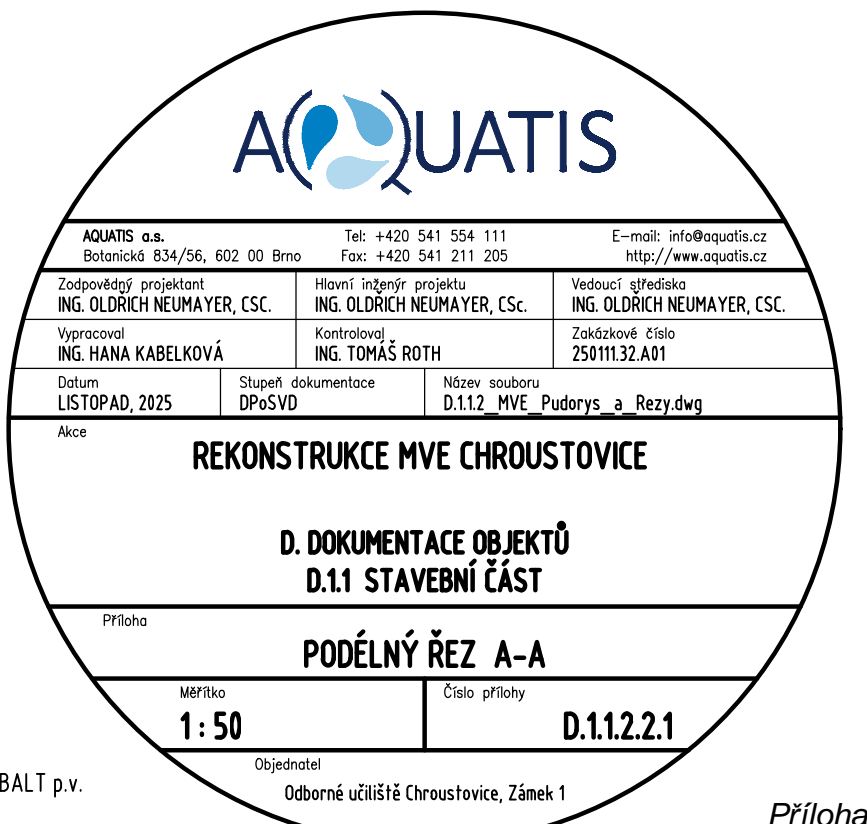 AQUATIS
AQUATIS a.s.
Botanická 834/56, 602 00 Brno
Tel: +420 541 554 111
Fax: +420 541 211 205
E-mail: info@aquatis.cz
http://www.aquatis.cz
Zodpovědný projektant
ING. OLDŘICH NEUMAYER, CSC.
Hlavní inženýr projektu
ING. OLDŘICH NEUMAYER, CSc.
Vedoucí střediska
ING. OLDŘICH NEUMAYER, CSC.
Vypracoval
ING. HANA KABELKOVÁ
Kontroloval
ING. TOMÁŠ ROTH
Zakázkové číslo
250111.32.A01
Datum
LISTOPAD, 2025
Stupeň dokumentace
DPoSVD
Název souboru
D.1.1.2_MVE_Pudorys_a_Rezy.dwg
Akce
REKONSTRUKCE MVE CHROUSTOVICE
D. DOKUMENTACE OBJEKTŮ
D.1.1 STAVEBNÍ ČÁST
Příloha
PODÉLNÝ ŘEZ A-A
Měřítko
1:50
Číslo přílohy
D.1.1.2.2.1
Objednatel
Odborné učiliště Chroustovice, Zámek 1
BALT p.v.
Příloha